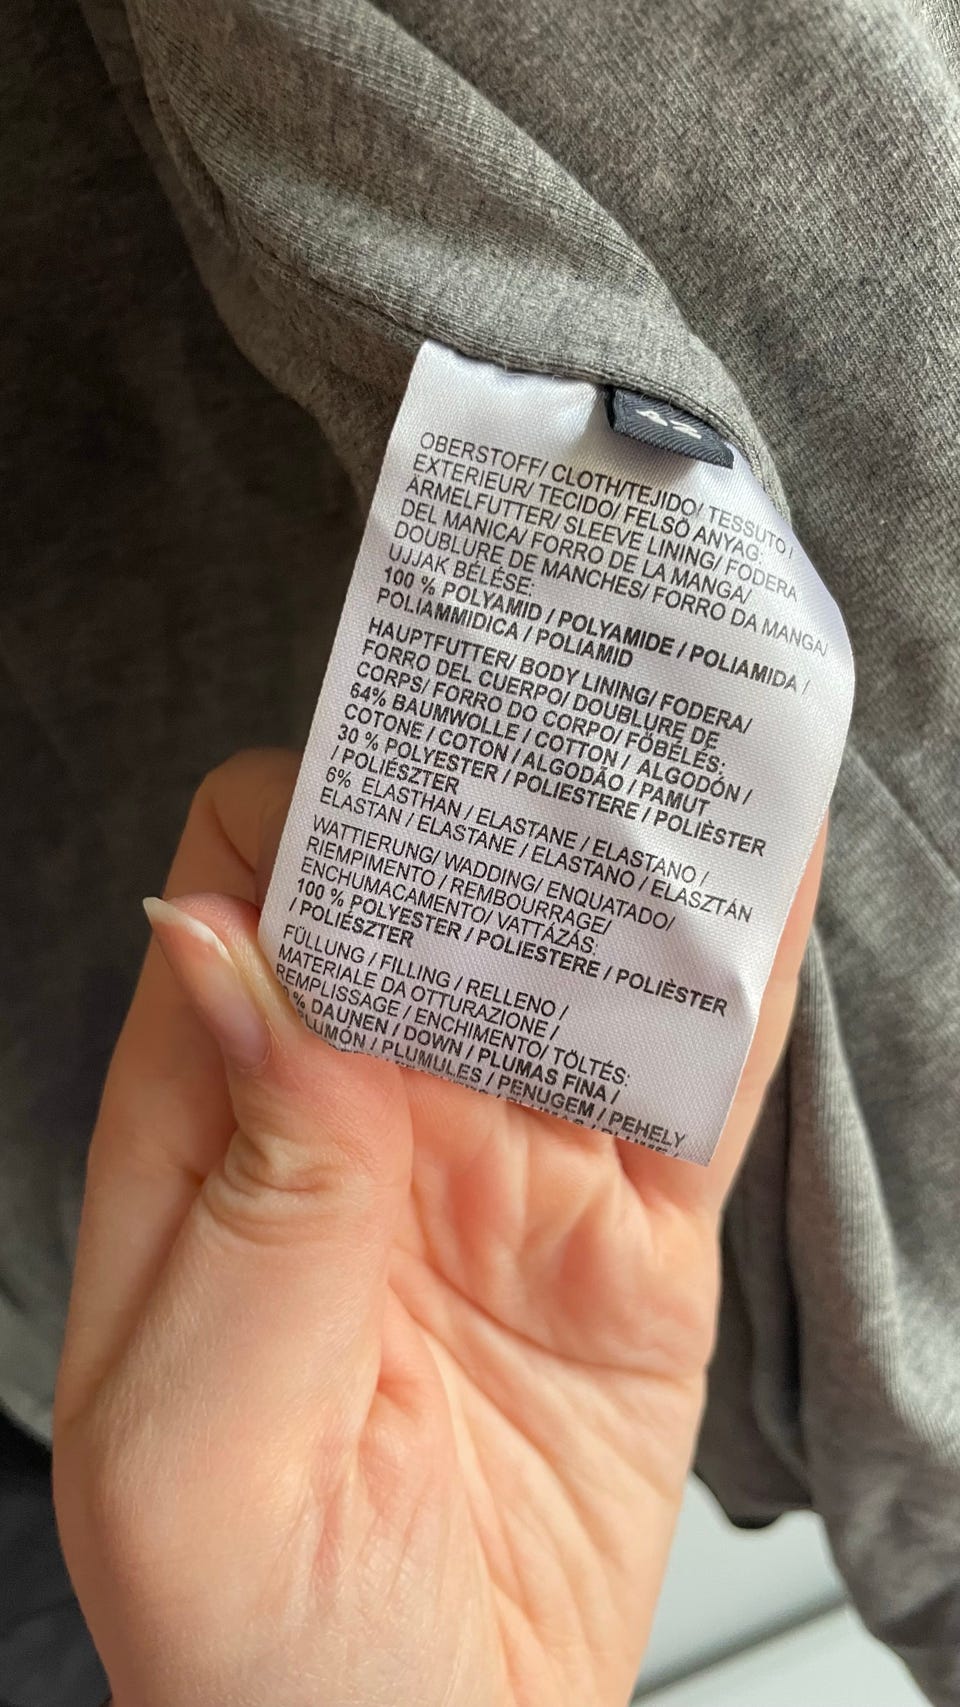 42
OBERSTOFF/ CLOTH/TEJIDO/ TESSUTO/
EXTERIEUR/ TECIDO/ FELSÖ ANYAG:
ÄRMELFUTTER/ SLEEVE LINING/ FODERA
DEL MANICA/ FORRO DE LA MANGA/
DOUBLURE DE MANCHES/ FORRO DA MANGA/
UJJAK BÉLÉSE:
100 % POLYAMID / POLYAMIDE / POLIAMIDA /
POLIAMMIDICA / POLIAMID
HAUPTFUTTER/ BODY LINING/ FODERA/
FORRO DEL CUERPO/ DOUBLURE DE
CORPS/ FORRO DO CORPO/ FŐBÉLÉS:
64% BAUMWOLLE / COTTON / ALGODÓN /
COTONE / COTON / ALGODÃO / PAMUT
30 % POLYESTER / POLIESTERE / POLIÈSTER
/ POLIÉSZTER
6% ELASTHAN / ELASTANE / ELASTANO /
ELASTAN / ELASTANE / ELASTANO / ELASZTÁN
WATTIERUNG/ WADDING/ ENQUATADO/
RIEMPIMENTO / REMBOURRAGE/
ENCHUMACAMENTO/ VATTÁZÁS:
100 % POLYESTER / POLIESTERE / POLIÈSTER
/ POLIÉSZTER
FÜLLUNG / FILLING / RELLENO /
MATERIALE DA OTTURAZIONE /
REMPLISSAGE / ENCHIMENTO/ TÖLTÉS:
% DAUNEN / DOWN / PLUMAS FINA /
PLUMÓN / PLUMULES / PENUGEM / PEHELY